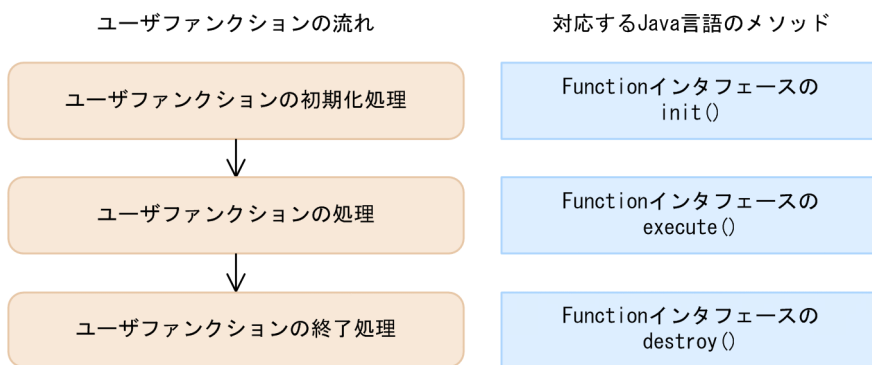 ユーザファンクションの流れ
対応するJava言語のメソッド
ユーザファンクションの初期化処理
Functionインタフェースの
init()
ユーザファンクションの処理
Functionインタフェースの
execute()
ユーザファンクションの終了処理
Functionインタフェースの
destroy()